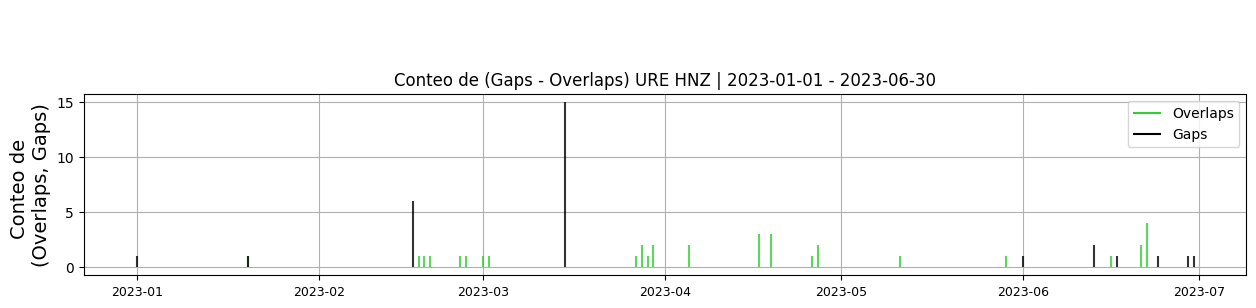 Conteo de (Gaps - Overlaps) URE HNZ | 2023-01-01 - 2023-06-30
Conteo de
(Overlaps, Gaps)
15
10
5
0
Overlaps
Gaps
2023-01
2023-02
2023-03
2023-04
2023-05
2023-06
2023-07